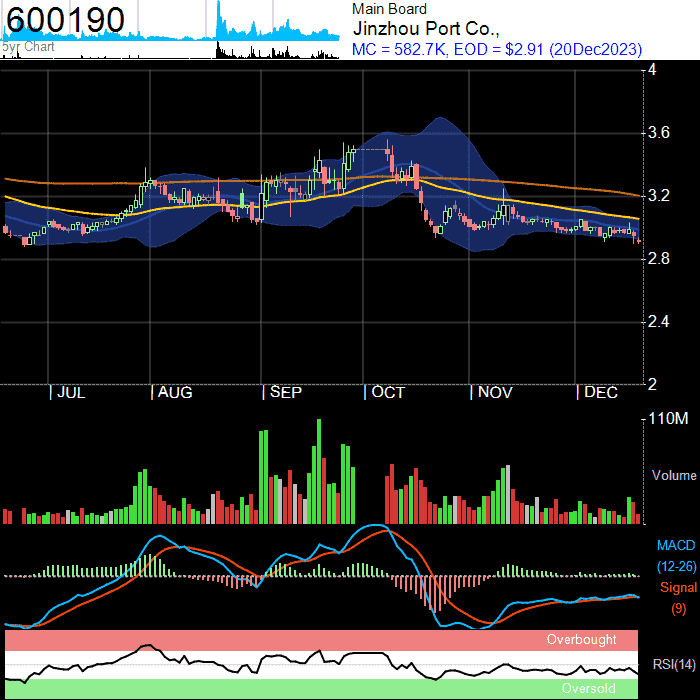 600190
5yr Chart
Main Board
Jinzhou Port Co.,
MC = 582.7K, EOD = $2.91 (20Dec2023)
4
3.6
3.2
2.8
2.4
2
| JUL | AUG | SEP | OCT | NOV | DEC
110M
Volume
MACD
(12-26)
Signal
(9)
Overbought
RSI(14)
Oversold